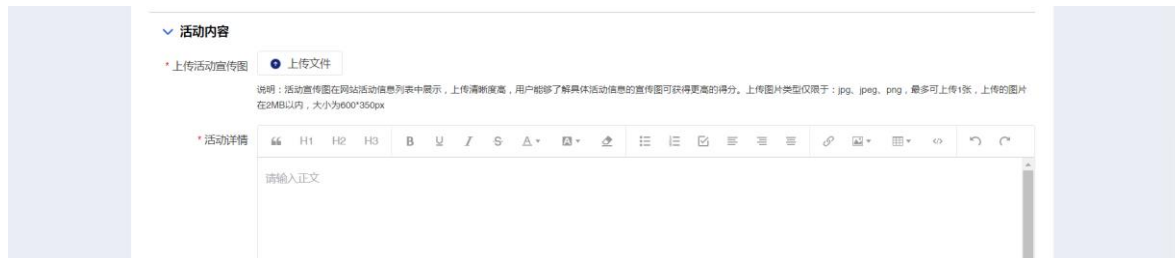 活动内容
* 上传活动宣传图 上传文件
说明：活动宣传图在网站活动信息列表中展示，上传清晰度高，用户能够了解具体活动信息的宣传图可获得更高的得分。上传图片类型仅限于：jpg、jpeg、png，最多可上传1张，上传的图片
在2MB以内，大小为600*350px
* 活动详情 H1 H2 H3 B U I S A A
请输入正文